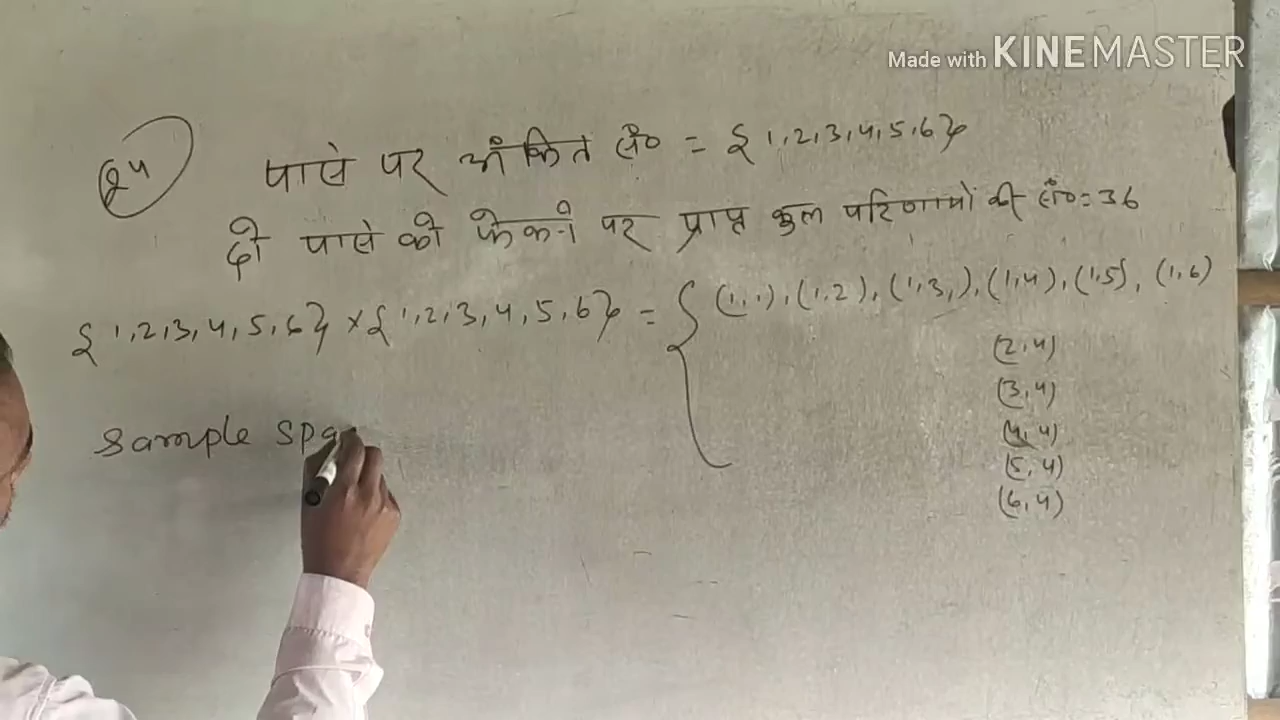 Made with KINEMASTER
Q4 पासे पर अंकित सं० = {1,2,3,4,5,6}
दो पासे को फेकने पर प्राप्त कुल परिणामो की सं०=36
{1,2,3,4,5,6} × {1,2,3,4,5,6} = { (1,1), (1,2), (1,3,), (1,4), (1,5), (1,6)
(2,4)
(3,4)
(4,4)
(5,4)
(6,4)
Sample spa